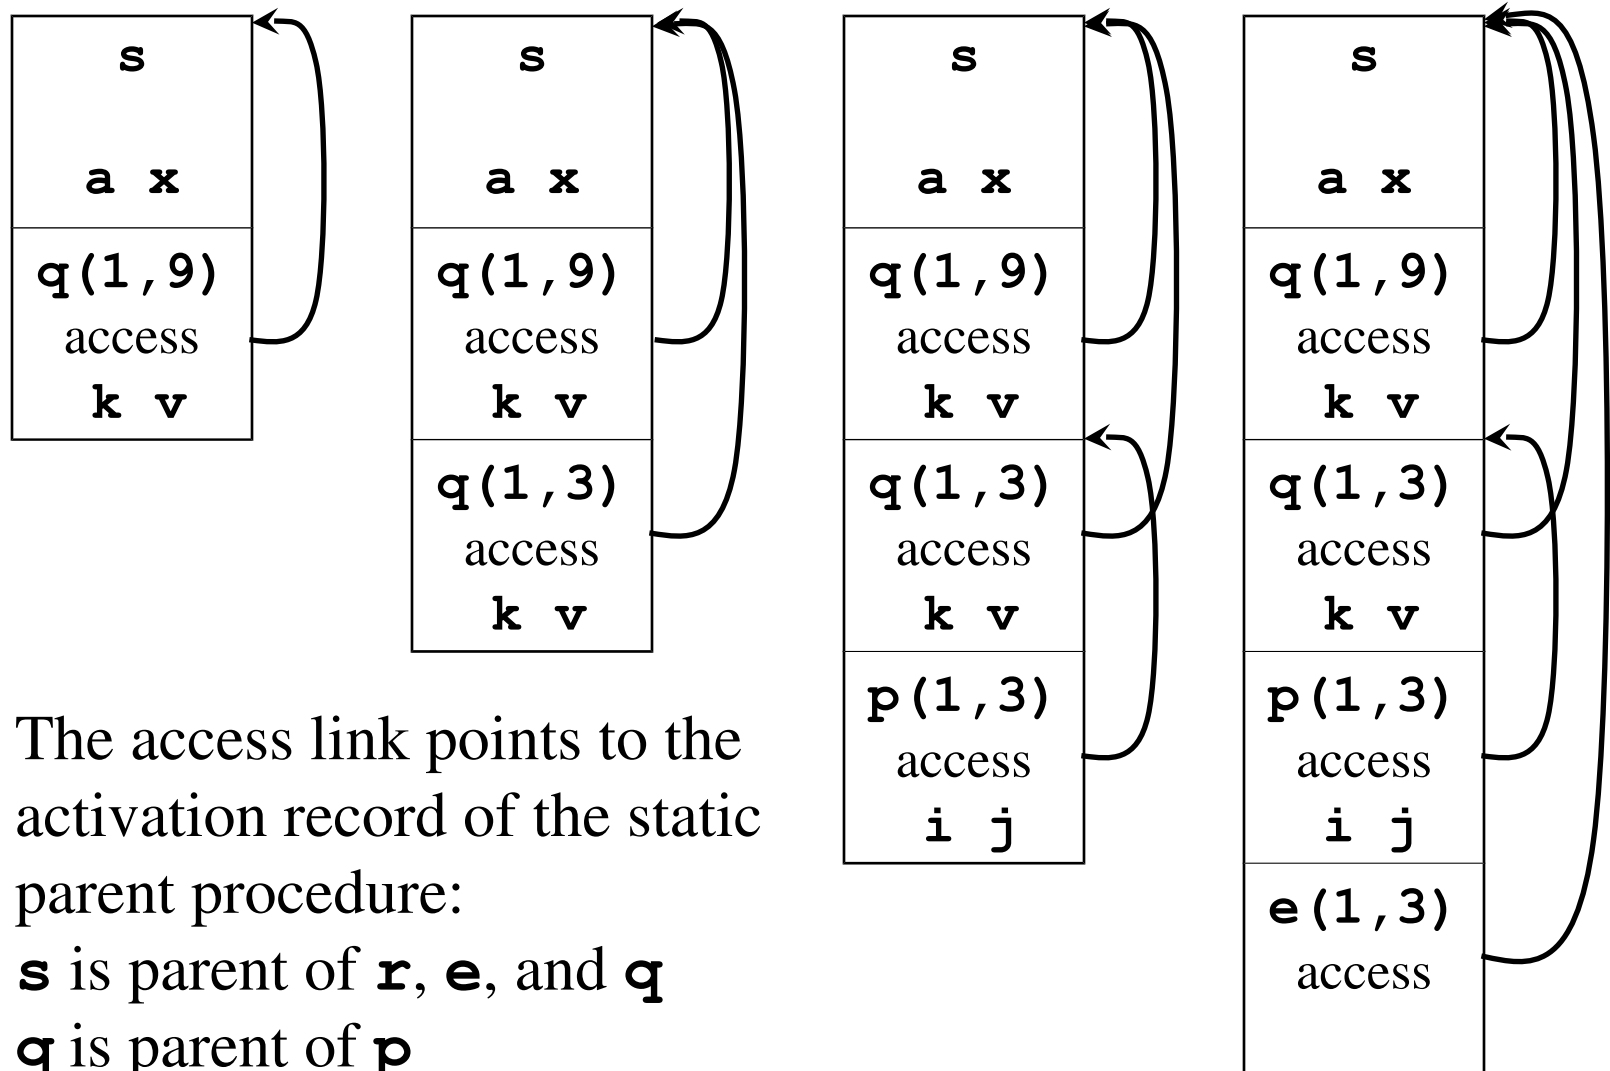 s
a x
q(1,9)
access
k v
s
a x
q(1,9)
access
k v
q(1,3)
access
k v
s
a x
q(1,9)
access
k v
q(1,3)
access
k v
p(1,3)
access
i j
s
a x
q(1,9)
access
k v
q(1,3)
access
k v
p(1,3)
access
i j
e(1,3)
access
The access link points to the
activation record of the static
parent procedure:
s is parent of r, e, and q
q is parent of p